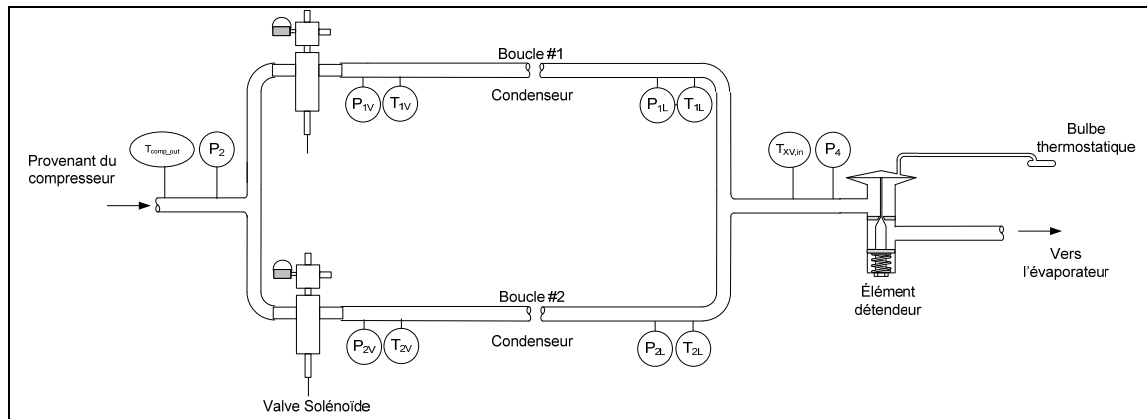 Boucle #1
Condenseur
P1V
T1V
P1L
T1L
Tcomp_out
P2
Provenant du
compresseur
TXV,in
P4
Bulbe
thermostatique
Vers
l'évaporateur
Élément
détendeur
Boucle #2
Condenseur
P2V
T2V
P2L
T2L
Valve Solénoïde